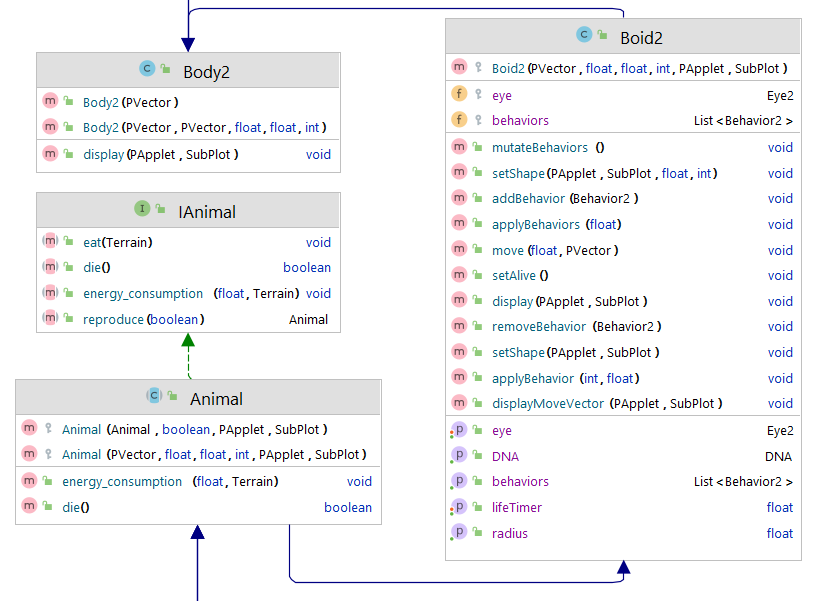 C Body2
m Body2(PVector)
m Body2(PVector, PVector, float, float, int)
m display(PApplet, SubPlot) void
I IAnimal
m eat(Terrain) void
m die() boolean
m energy_consumption (float, Terrain) void
m reproduce(boolean) Animal
C Animal
m Animal (Animal, boolean, PApplet, SubPlot)
m Animal (PVector, float, float, int, PApplet, SubPlot)
m energy_consumption (float, Terrain) void
m die() boolean
C Boid2
m Boid2(PVector, float, float, int, PApplet, SubPlot)
f eye Eye2
f behaviors List<Behavior2>
m mutateBehaviors () void
m setShape(PApplet, SubPlot, float, int) void
m addBehavior (Behavior2) void
m applyBehaviors (float) void
m move (float, PVector) void
m setAlive () void
m display (PApplet, SubPlot) void
m removeBehavior (Behavior2) void
m setShape(PApplet, SubPlot) void
m applyBehavior (int, float) void
m displayMoveVector (PApplet, SubPlot) void
p eye Eye2
p DNA DNA
p behaviors List<Behavior2>
p lifeTimer float
p radius float